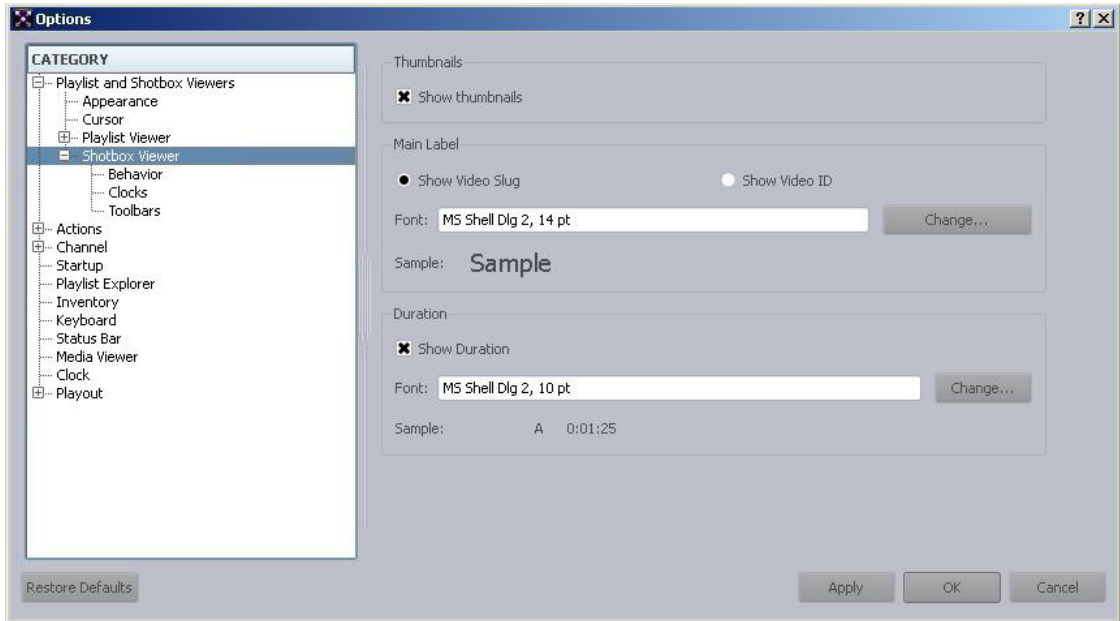 Options
CATEGORY
Playlist and Shotbox Viewers
Appearance
Cursor
Playlist Viewer
Shotbox Viewer
Behavior
Clocks
Toolbars
Actions
Channel
Startup
Playlist Explorer
Inventory
Keyboard
Status Bar
Media Viewer
Clock
Playout
Thumbnails
Show thumbnails
Main Label
Show Video Slug Show Video ID
Font: MS Shell Dlg 2, 14 pt Change...
Sample: Sample
Duration
Show Duration
Font: MS Shell Dlg 2, 10 pt Change...
Sample: A 0:01:25
Restore Defaults Apply OK Cancel